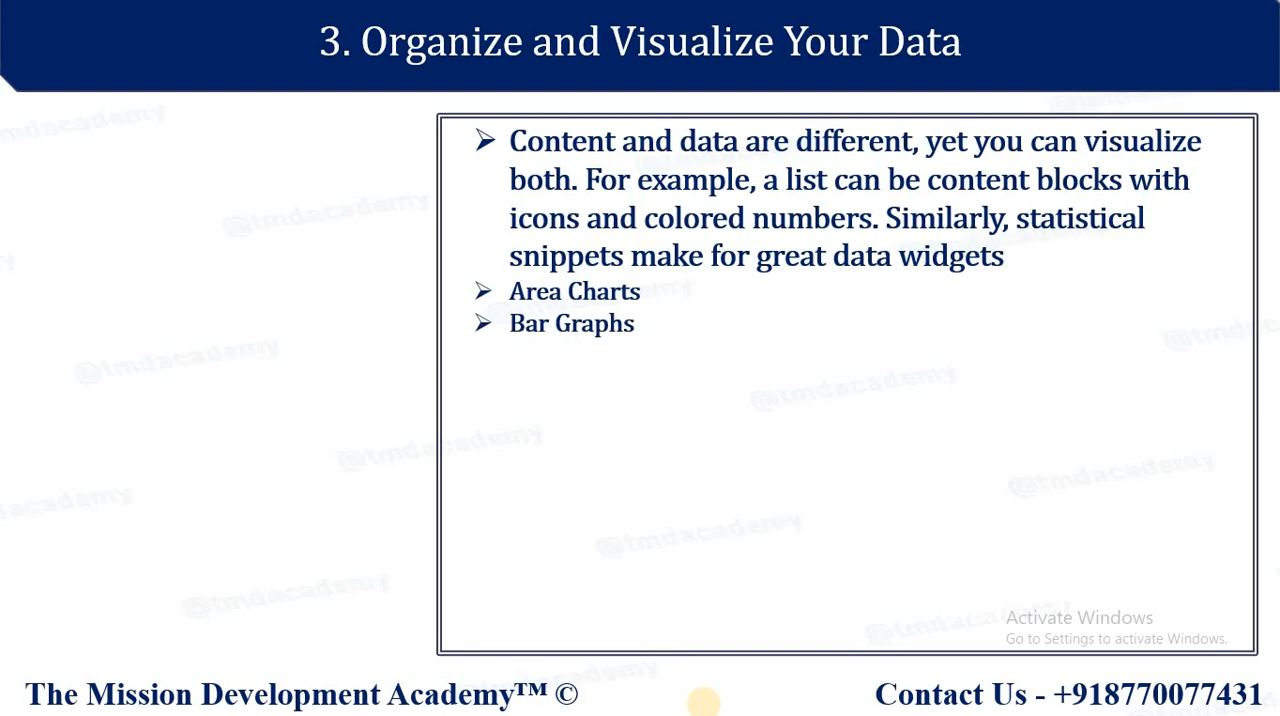 3. Organize and Visualize Your Data
➢ Content and data are different, yet you can visualize
both. For example, a list can be content blocks with
icons and colored numbers. Similarly, statistical
snippets make for great data widgets
➢ Area Charts
➢ Bar Graphs
@tmdacademy
Activate Windows
Go to Settings to activate Windows.
The Mission Development Academy™ ©
Contact Us - +918770077431